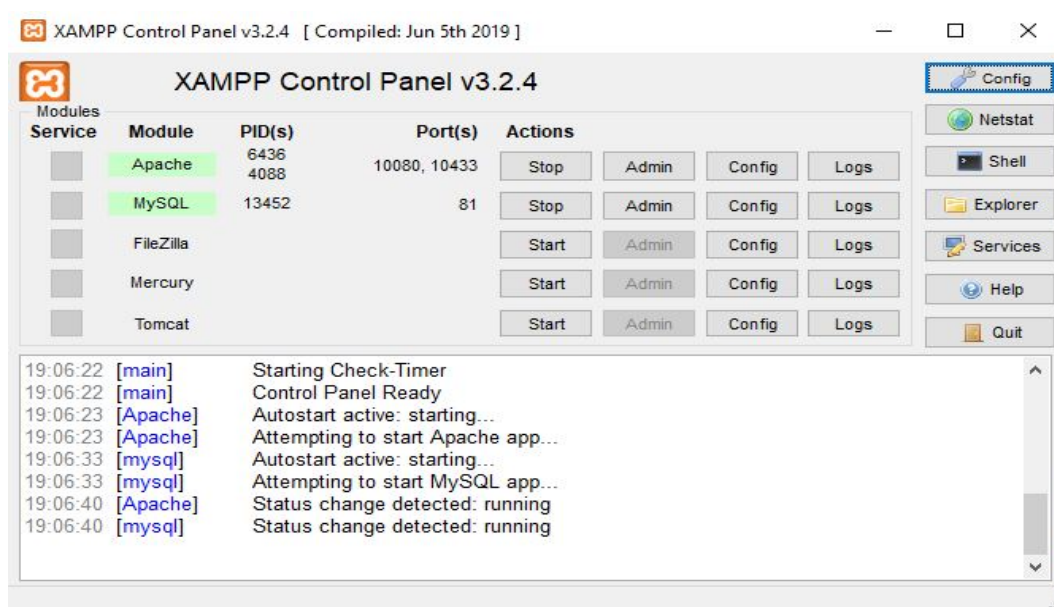 XAMPP Control Panel v3.2.4 [ Compiled: Jun 5th 2019 ]
XAMPP Control Panel v3.2.4
Config
Modules
Service Module PID(s) Port(s) Actions
Netstat
Apache 6436 4088 10080, 10433 Stop Admin Config Logs
Shell
MySQL 13452 81 Stop Admin Config Logs
Explorer
FileZilla Start Admin Config Logs
Services
Mercury Start Admin Config Logs
Help
Tomcat Start Admin Config Logs
Quit
19:06:22 [main] Starting Check-Timer
19:06:22 [main] Control Panel Ready
19:06:23 [Apache] Autostart active: starting...
19:06:23 [Apache] Attempting to start Apache app...
19:06:33 [mysql] Autostart active: starting...
19:06:33 [mysql] Attempting to start MySQL app...
19:06:40 [Apache] Status change detected: running
19:06:40 [mysql] Status change detected: running